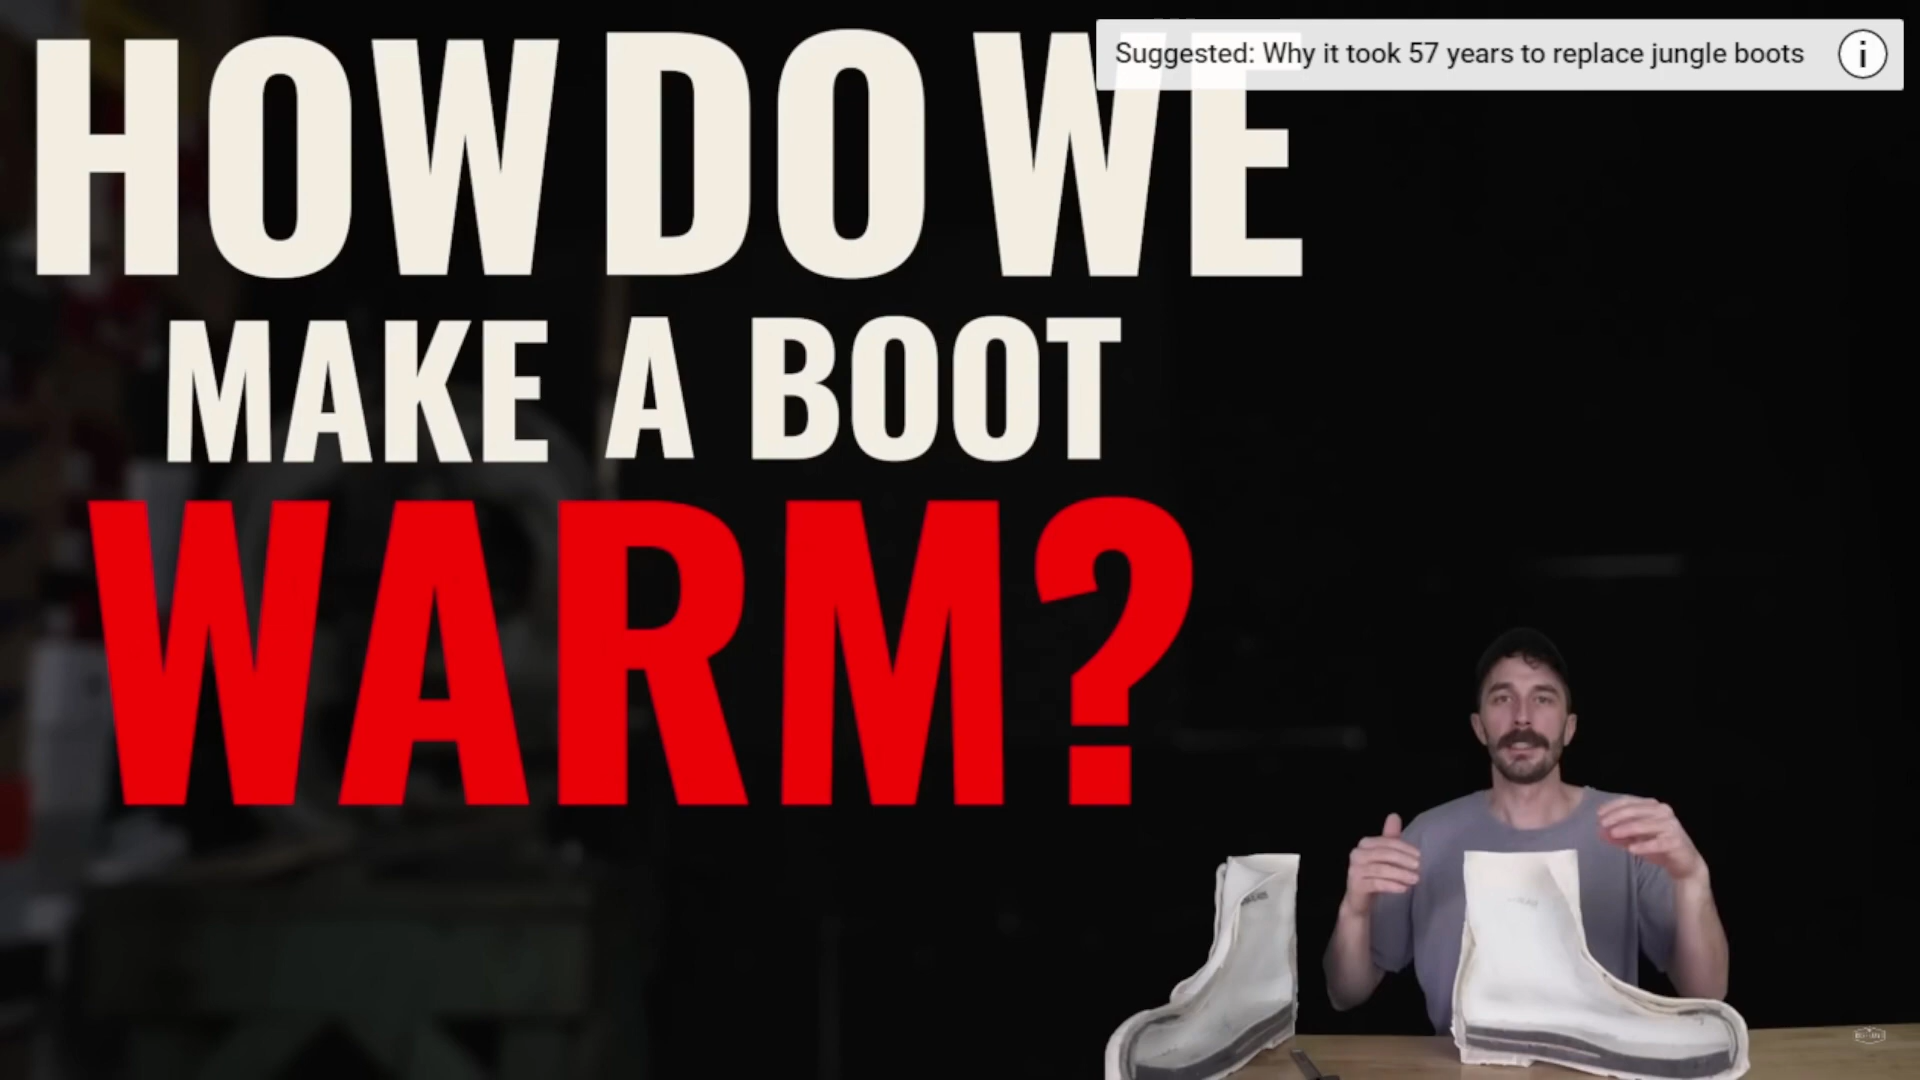 Suggested: Why it took 57 years to replace jungle boots
HOW DO WE
MAKE A BOOT
WARM?